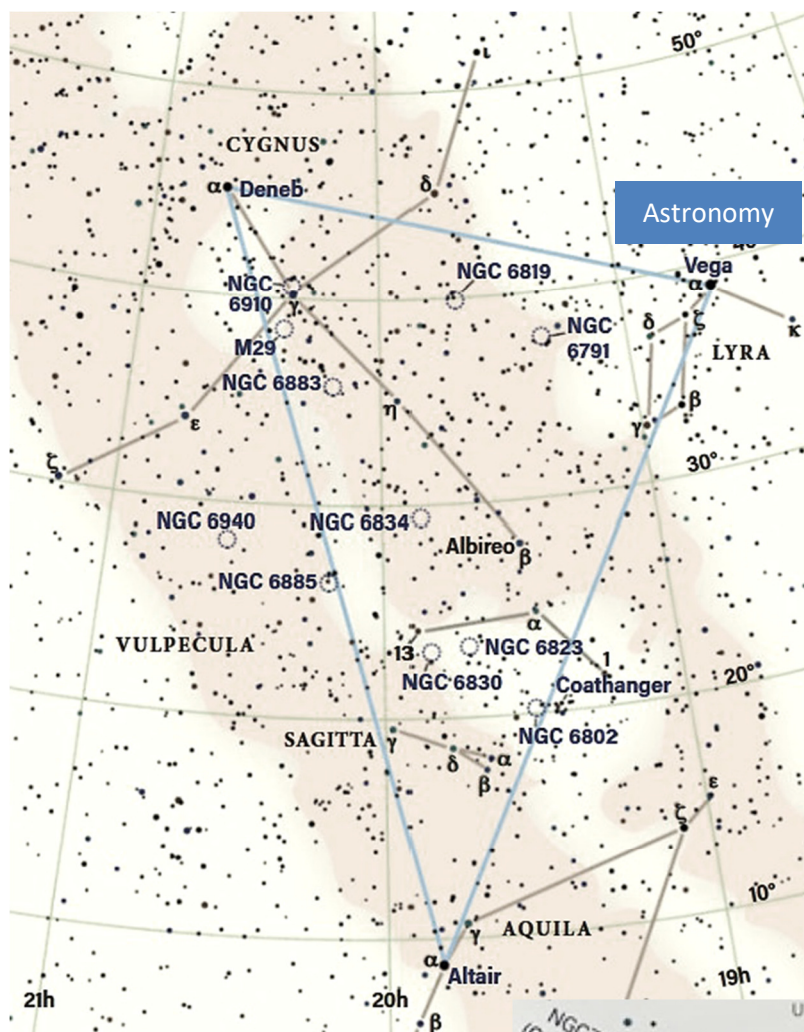 50°
ι
CYGNUS
α Deneb
δ
Astronomy
40°
Vega
α
NGC 6819
NGC
6910
γ
δ
ζ
κ
NGC
6791
M29
LYRA
NGC 6883
η
β
ε
γ
ζ
30°
NGC 6940
NGC 6834
Albireo
β
NGC 6885
α
VULPECULA
13
NGC 6823
1
NGC 6830
Coathanger
20°
NGC 6802
SAGITTA γ
δ
α
β
ε
ζ
10°
γ
AQUILA
α
Altair
21h
20h
19h
β
NGC
U